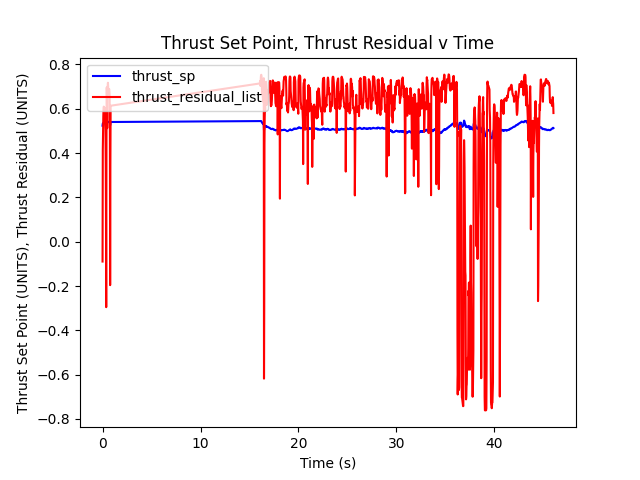 Thrust Set Point, Thrust Residual v Time
thrust_sp
thrust_residual_list
Thrust Set Point (UNITS), Thrust Residual (UNITS)
0.8
0.6
0.4
0.2
0.0
−0.2
−0.4
−0.6
−0.8
0 10 20 30 40
Time (s)